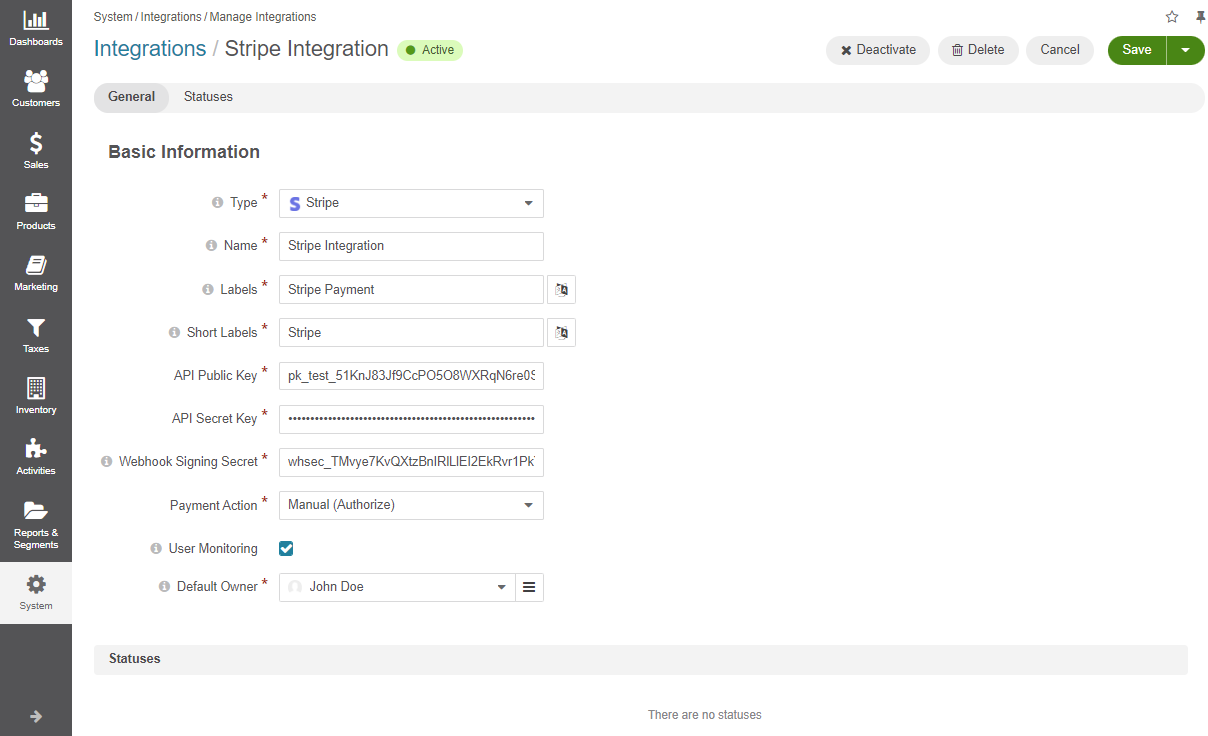 System / Integrations / Manage Integrations
Integrations / Stripe Integration
Active
Deactivate
Delete
Cancel
Save
Dashboards
Customers
Sales
Products
Marketing
Taxes
Inventory
Activities
Reports &
Segments
System
General
Statuses
Basic Information
Type *
Stripe
Name *
Stripe Integration
Labels *
Stripe Payment
Short Labels *
Stripe
API Public Key *
pk_test_51KnJ83Jf9CcPO5O8WXRqN6re0S
API Secret Key *
Webhook Signing Secret *
Payment Action *
Manual (Authorize)
User Monitoring
Default Owner *
John Doe
Statuses
There are no statuses